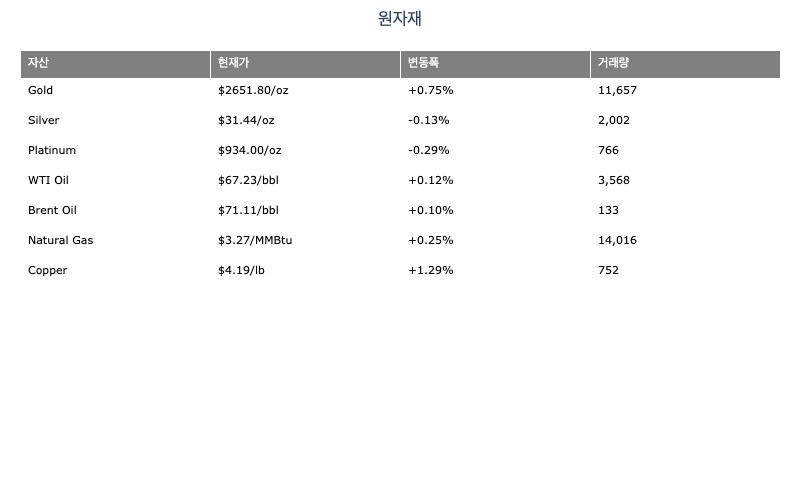 원자재
자산 현재가 변동폭 거래량
Gold $2651.80/oz +0.75% 11,657
Silver $31.44/oz -0.13% 2,002
Platinum $934.00/oz -0.29% 766
WTI Oil $67.23/bbl +0.12% 3,568
Brent Oil $71.11/bbl +0.10% 133
Natural Gas $3.27/MMBtu +0.25% 14,016
Copper $4.19/lb +1.29% 752